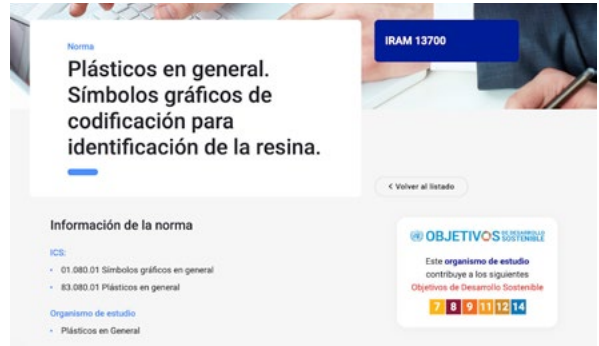 Norma
Plásticos en general.
Símbolos gráficos de
codificación para
identificación de la resina.
IRAM 13700
< Volver al listado
Información de la norma
ICS:
• 01.080.01 Símbolos gráficos en general
• 83.080.01 Plásticos en general
Organismo de estudio
• Plásticos en General
OBJETIVOS DE DESARROLLO SOSTENIBLE
Este organismo de estudio
contribuye a los siguientes
Objetivos de Desarrollo Sostenible
7 8 9 11 12 14